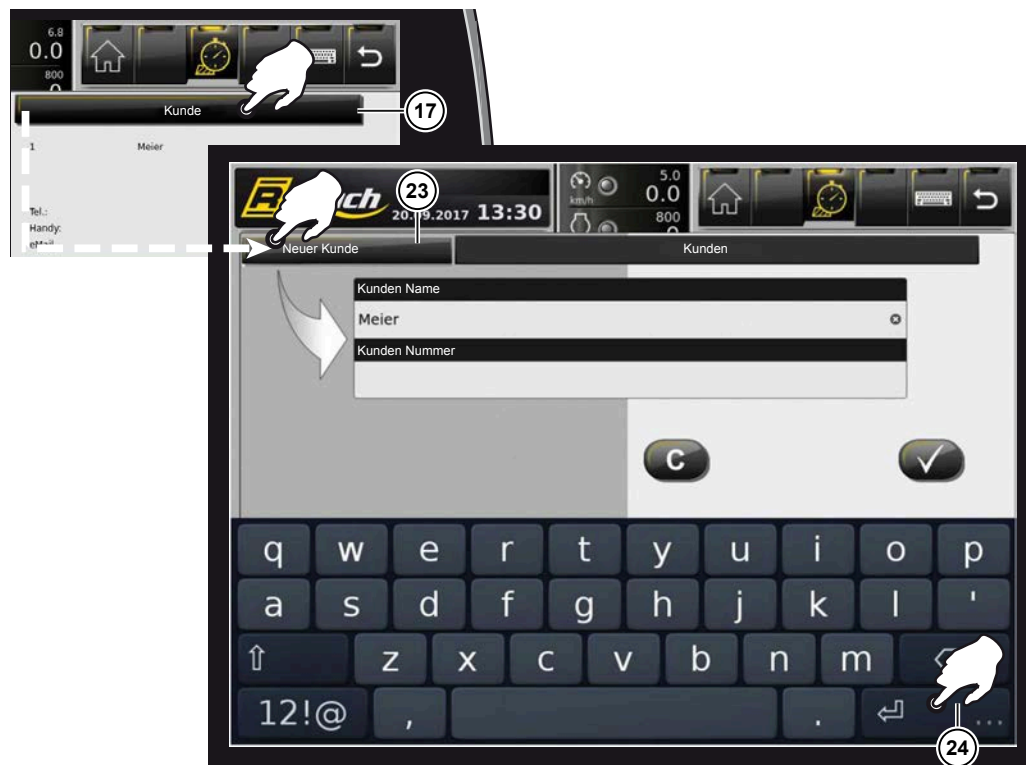 6.8
0.0
800
Kunde
17
1 Meier
Tel.:
Handy:
eMail
23
20.09.2017 13:30
km/h
5.0
0.0
800
Neuer Kunde
Kunden
Kunden Name
Meier
Kunden Nummer
C
q w e r t y u i o p
a s d f g h j k l '
z x c v b n m
12!@ , . ...
24